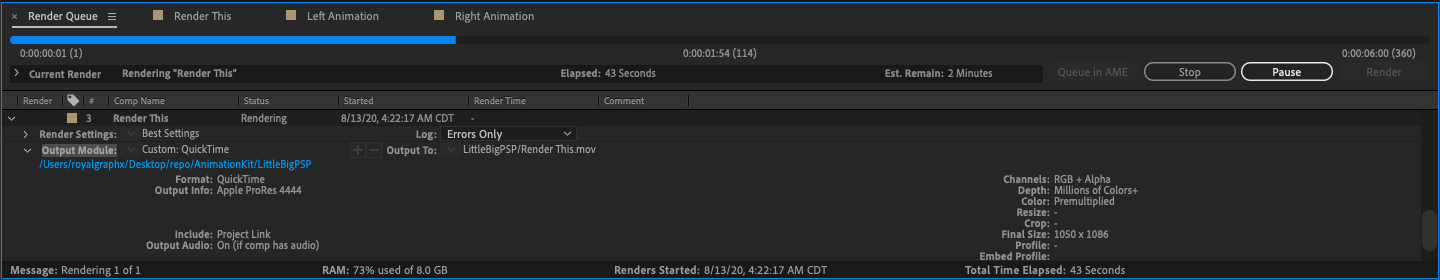 × Render Queue ≡ Render This Left Animation Right Animation
0:00:00:01 (1) 0:00:01:54 (114) 0:00:06:00 (360)
> Current Render Rendering "Render This" Elapsed: 43 Seconds Est. Remain: 2 Minutes Queue in AME Stop Pause Render
Render # Comp Name Status Started Render Time Comment
3 Render This Rendering 8/13/20, 4:22:17 AM CDT -
Render Settings: Best Settings Log: Errors Only
Output Module: Custom: QuickTime + − Output To: LittleBigPSP/Render This.mov
/Users/royalgraphx/Desktop/repo/AnimationKit/LittleBigPSP
Format: QuickTime Channels: RGB + Alpha
Output Info: Apple ProRes 4444 Depth: Millions of Colors+
Color: Premultiplied
Resize: -
Crop: -
Include: Project Link Final Size: 1050 x 1086
Output Audio: On (if comp has audio) Profile: -
Embed Profile:
Message: Rendering 1 of 1 RAM: 73% used of 8.0 GB Renders Started: 8/13/20, 4:22:17 AM CDT Total Time Elapsed: 43 Seconds